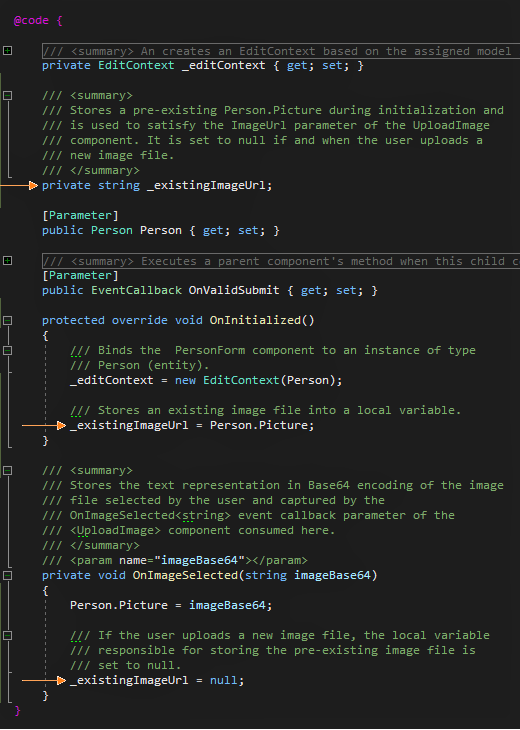 @code {
/// <summary> An creates an EditContext based on the assigned model
private EditContext _editContext { get; set; }
/// <summary>
/// Stores a pre-existing Person.Picture during initialization and
/// is used to satisfy the ImageUrl parameter of the UploadImage
/// component. It is set to null if and when the user uploads a
/// new image file.
/// </summary>
private string _existingImageUrl;
[Parameter]
public Person Person { get; set; }
/// <summary> Executes a parent component's method when this child c
[Parameter]
public EventCallback OnValidSubmit { get; set; }
protected override void OnInitialized()
{
/// Binds the  PersonForm component to an instance of type
/// Person (entity).
_editContext = new EditContext(Person);
/// Stores an existing image file into a local variable.
_existingImageUrl = Person.Picture;
}
/// <summary>
/// Stores the text representation in Base64 encoding of the image
/// file selected by the user and captured by the
/// OnImageSelected<string> event callback parameter of the
/// <UploadImage> component consumed here.
/// </summary>
/// <param name="imageBase64"></param>
private void OnImageSelected(string imageBase64)
{
Person.Picture = imageBase64;
/// If the user uploads a new image file, the local variable
/// responsible for storing the pre-existing image file is
/// set to null.
_existingImageUrl = null;
}
}